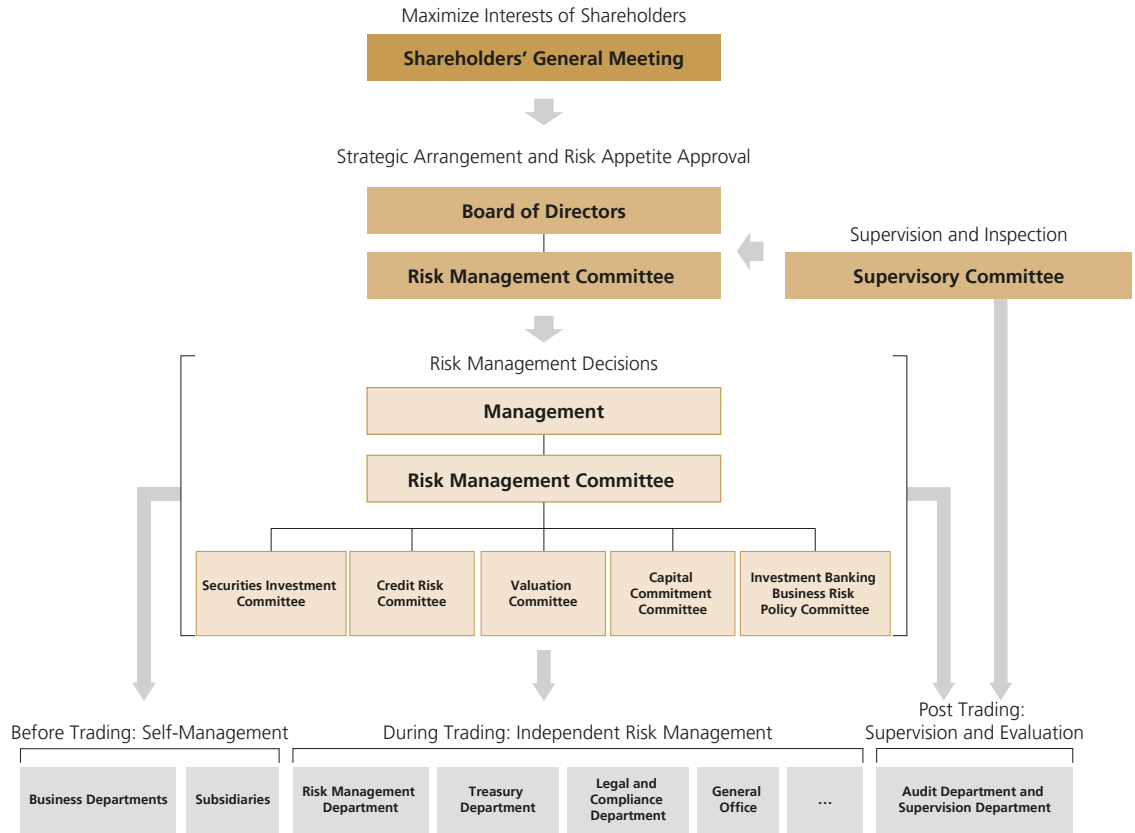 Maximize Interests of Shareholders
Shareholders' General Meeting
Strategic Arrangement and Risk Appetite Approval
Board of Directors
Supervision and Inspection
Risk Management Committee
Supervisory Committee
Risk Management Decisions
Management
Risk Management Committee
Securities Investment
Committee
Credit Risk
Committee
Valuation
Committee
Capital
Commitment
Committee
Investment Banking
Business Risk
Policy Committee
Before Trading: Self-Management
During Trading: Independent Risk Management
Post Trading:
Supervision and Evaluation
Business Departments
Subsidiaries
Risk Management
Department
Treasury
Department
Legal and
Compliance
Department
General
Office
...
Audit Department and
Supervision Department